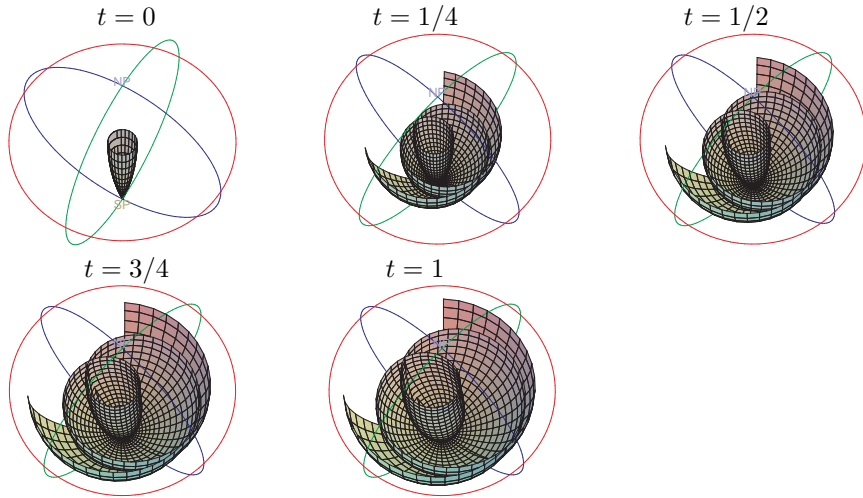 t = 0
t = 1/4
t = 1/2
NP
NP
NP
SP
t = 3/4
t = 1
NP
NP